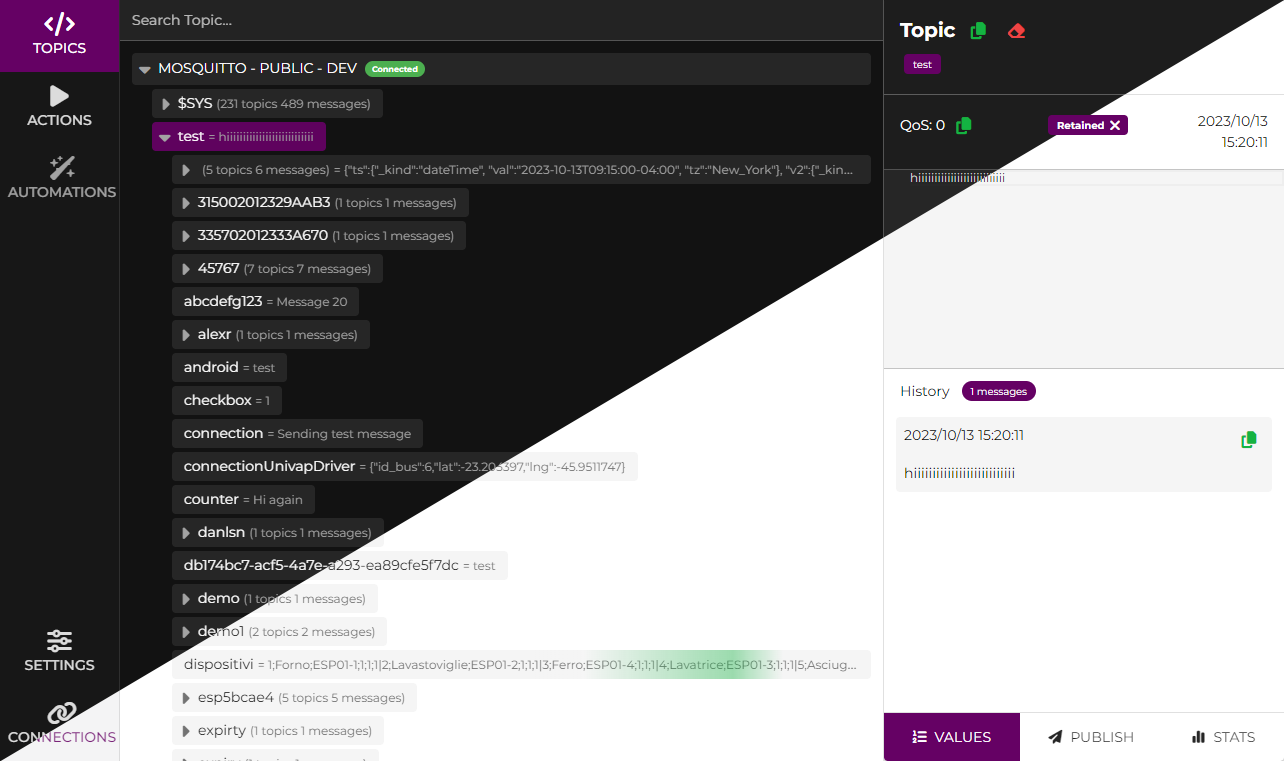 TOPICS
ACTIONS
AUTOMATIONS
SETTINGS
CONNECTIONS
Search Topic...
MOSQUITTO - PUBLIC - DEV Connected
$SYS (231 topics 489 messages)
test = hiiiiiiiiiiiiiiiiiiiiiiiiii
(5 topics 6 messages) = {"ts":{"_kind":"dateTime", "val":"2023-10-13T09:15:00-04:00", "tz":"New_York"}, "v2":{"_kin...
315002012329AAB3 (1 topics 1 messages)
335702012333A670 (1 topics 1 messages)
45767 (7 topics 7 messages)
abcdefg123 = Message 20
alexr (1 topics 1 messages)
android = test
checkbox = 1
connection = Sending test message
connectionUnivapDriver = {"id_bus":6,"lat":-23.205397,"lng":-45.9511747}
counter = Hi again
danlsn (1 topics 1 messages)
db174bc7-acf5-4a7e-a293-ea89cfe5f7dc = test
demo (1 topics 1 messages)
demo1 (2 topics 2 messages)
dispositivi = 1;Forno;ESP01-1;1;1;1|2;Lavastoviglie;ESP01-2;1;1;1|3;Ferro;ESP01-4;1;1;1|4;Lavatrice;ESP01-3;1;1;1|5;Asciug...
esp5bcae4 (5 topics 5 messages)
expirty (1 topics 1 messages)
Topic
test
QoS: 0
Retained
2023/10/13
15:20:11
hiiiiiiiiiiiiiiiiiiiiiiiiii
History 1 messages
2023/10/13 15:20:11
hiiiiiiiiiiiiiiiiiiiiiiiiii
VALUES
PUBLISH
STATS